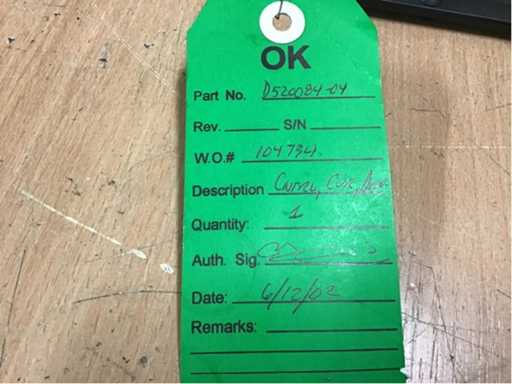 OK
Part No. D520084-04
Rev. S/N
W.O.# 104734
Description
Quantity: 1
Auth. Sig.
Date: 6/12/02
Remarks: